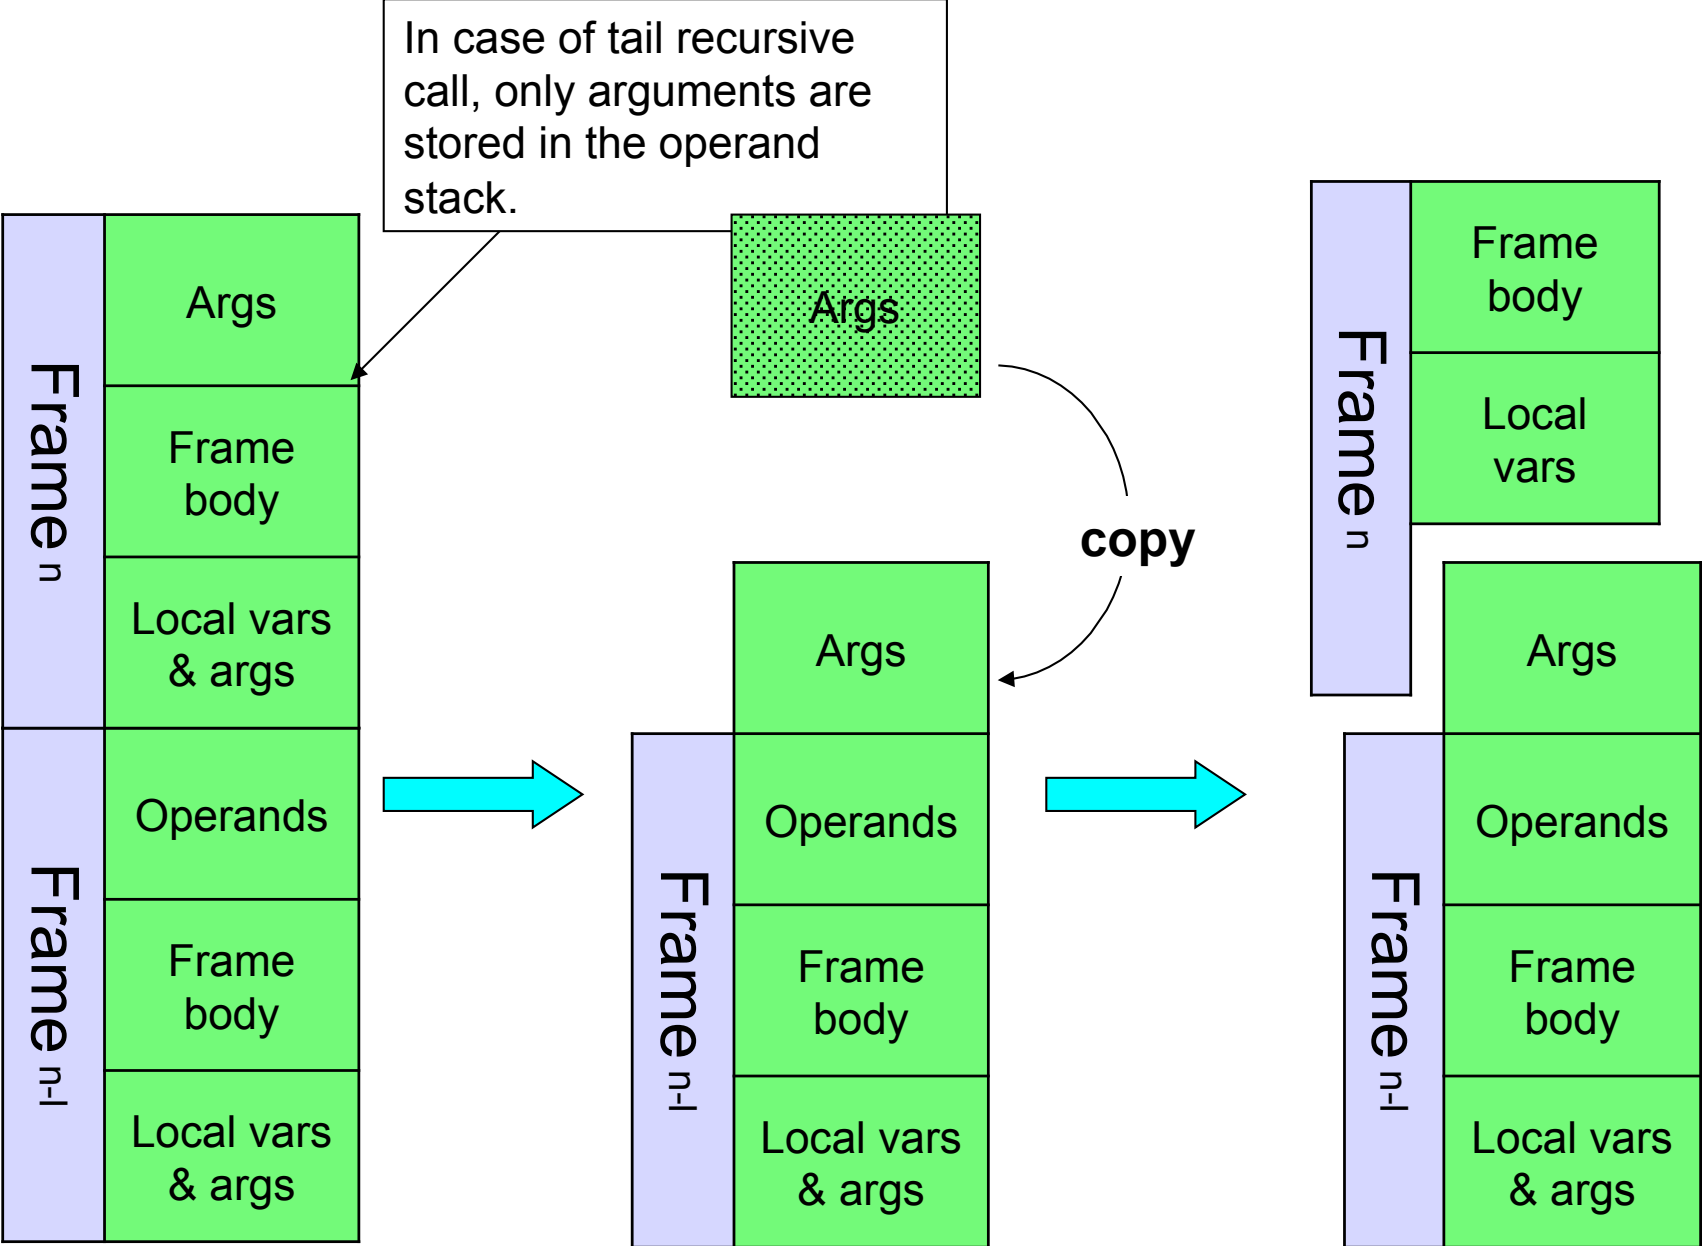 In case of tail recursive
call, only arguments are
stored in the operand
stack.
Frame n
Args
Frame
body
Local vars
& args
Frame n-l
Operands
Frame
body
Local vars
& args
Args
copy
Args
Frame n-l
Operands
Frame
body
Local vars
& args
Frame n
Frame
body
Local
vars
Args
Frame n-l
Operands
Frame
body
Local vars
& args